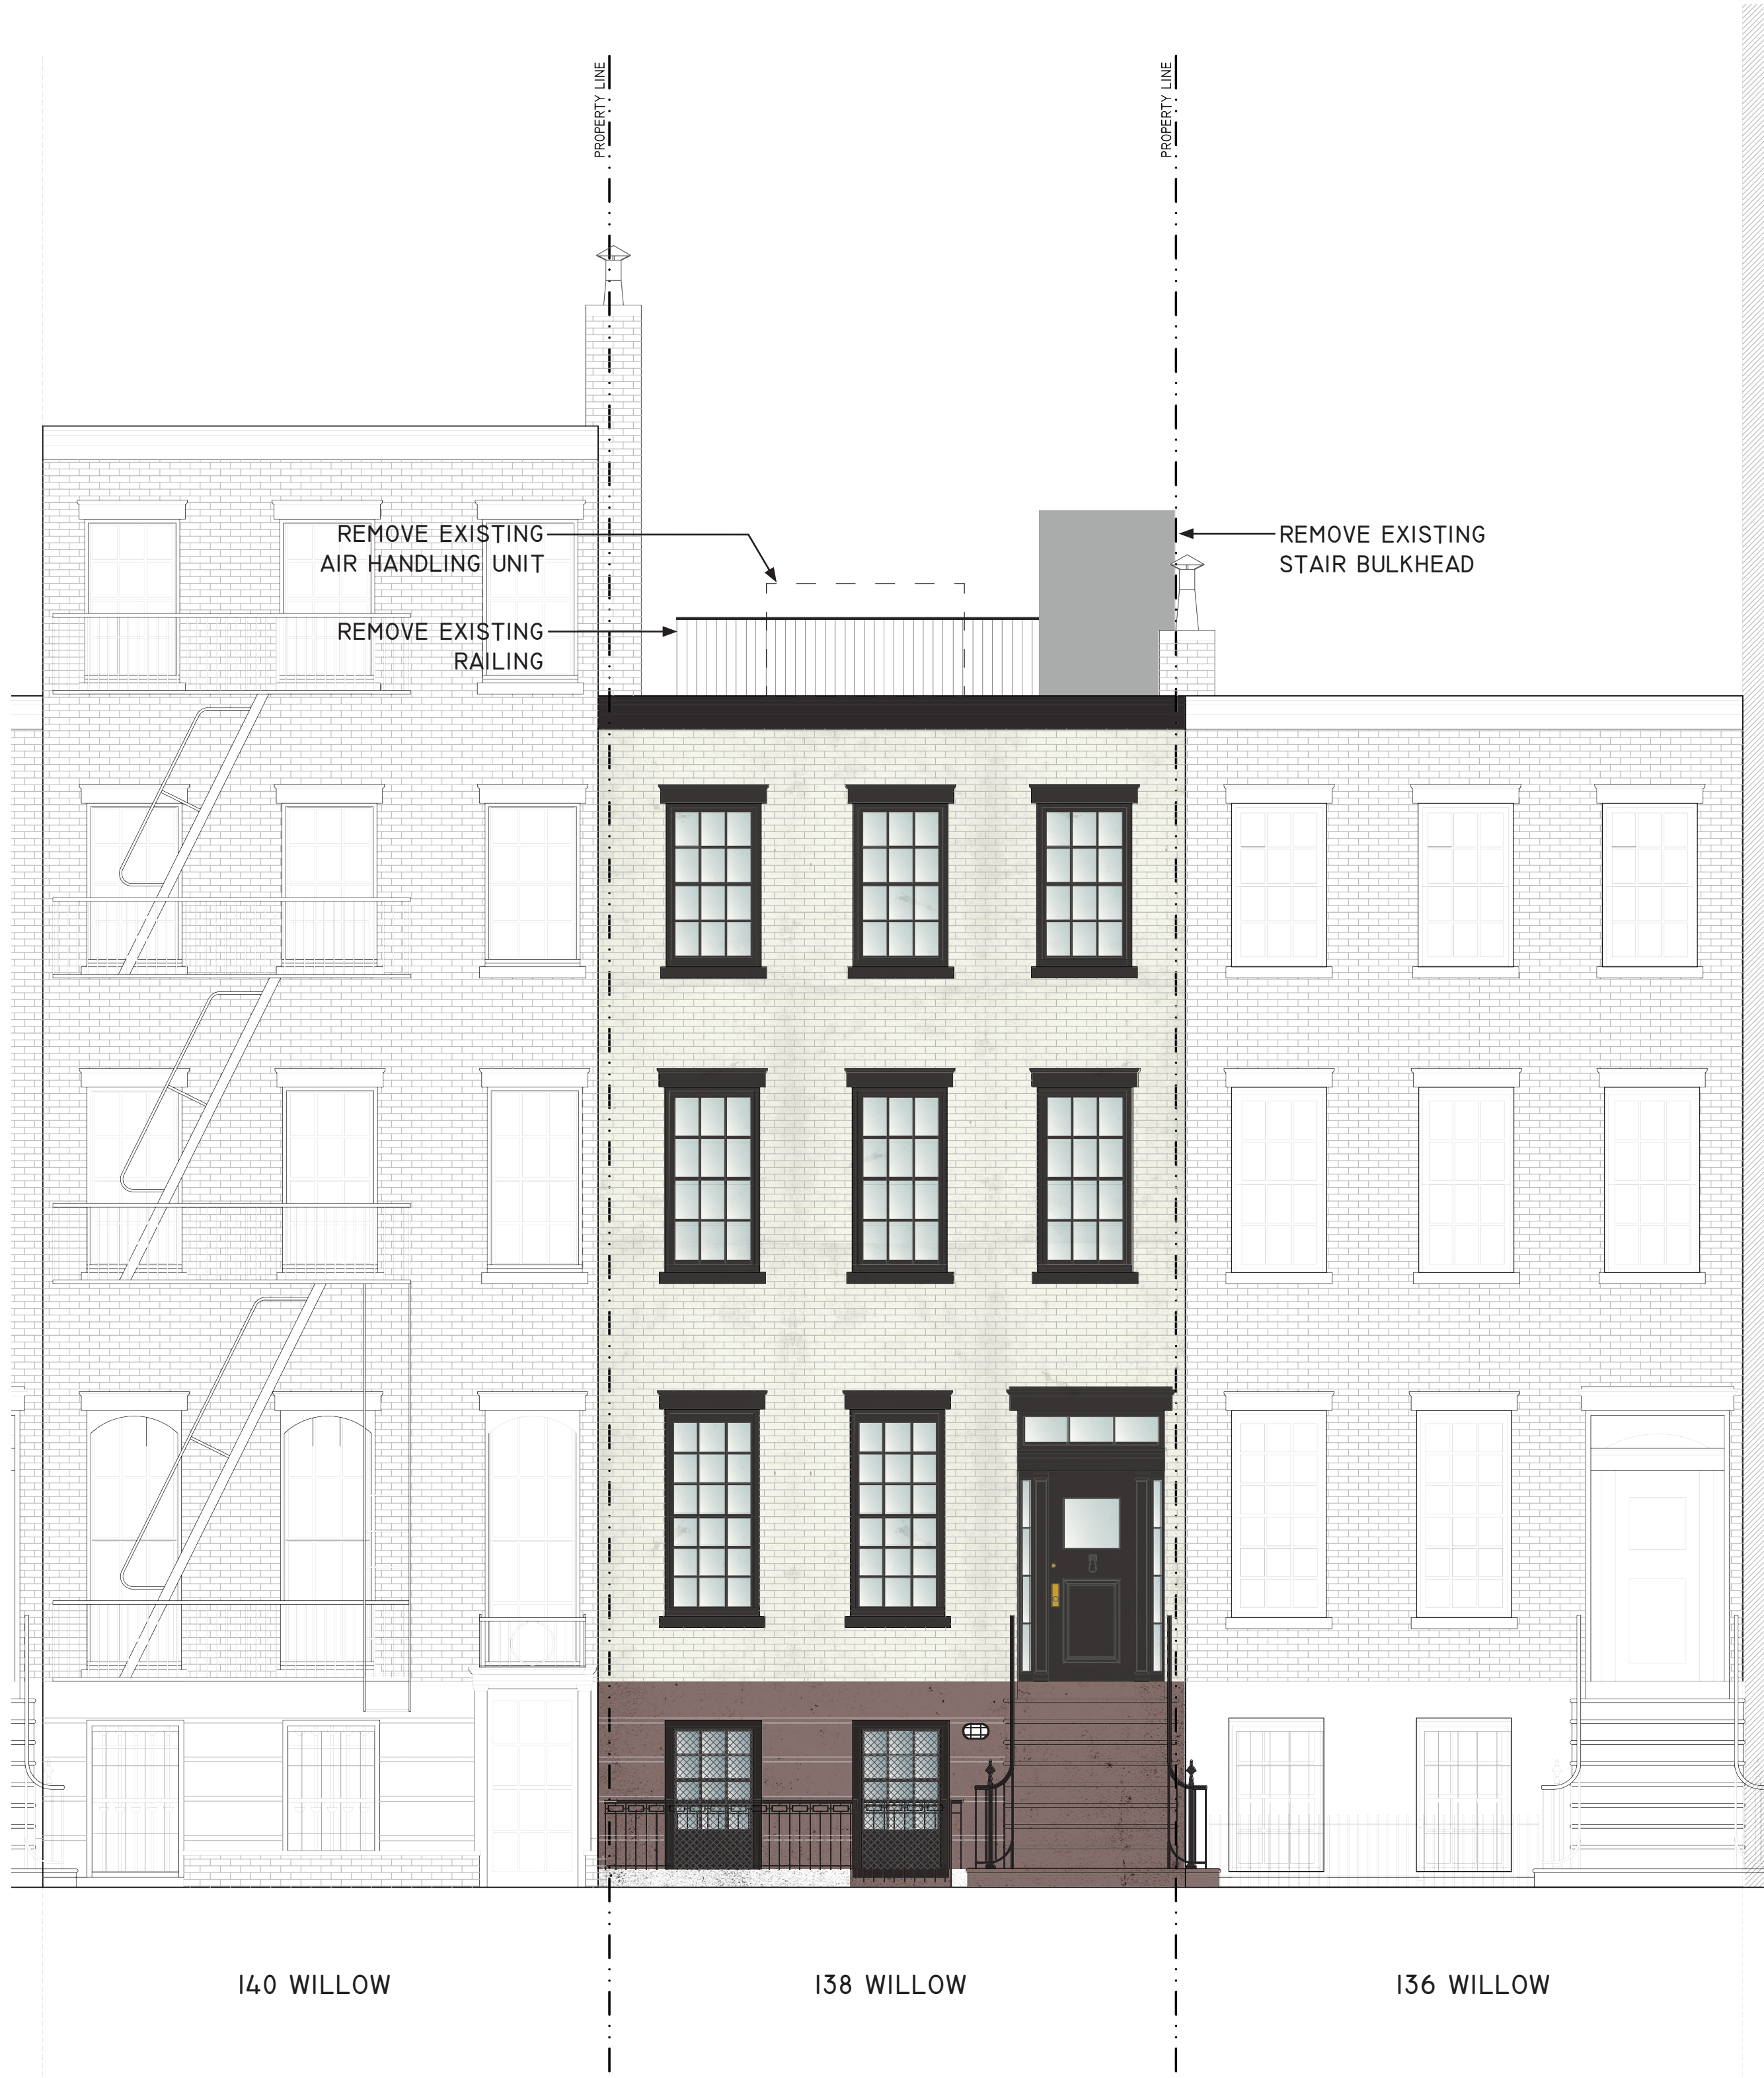 PROPERTY LINE
PROPERTY LINE
REMOVE EXISTING
AIR HANDLING UNIT
REMOVE EXISTING
STAIR BULKHEAD
REMOVE EXISTING
RAILING
140 WILLOW
138 WILLOW
136 WILLOW